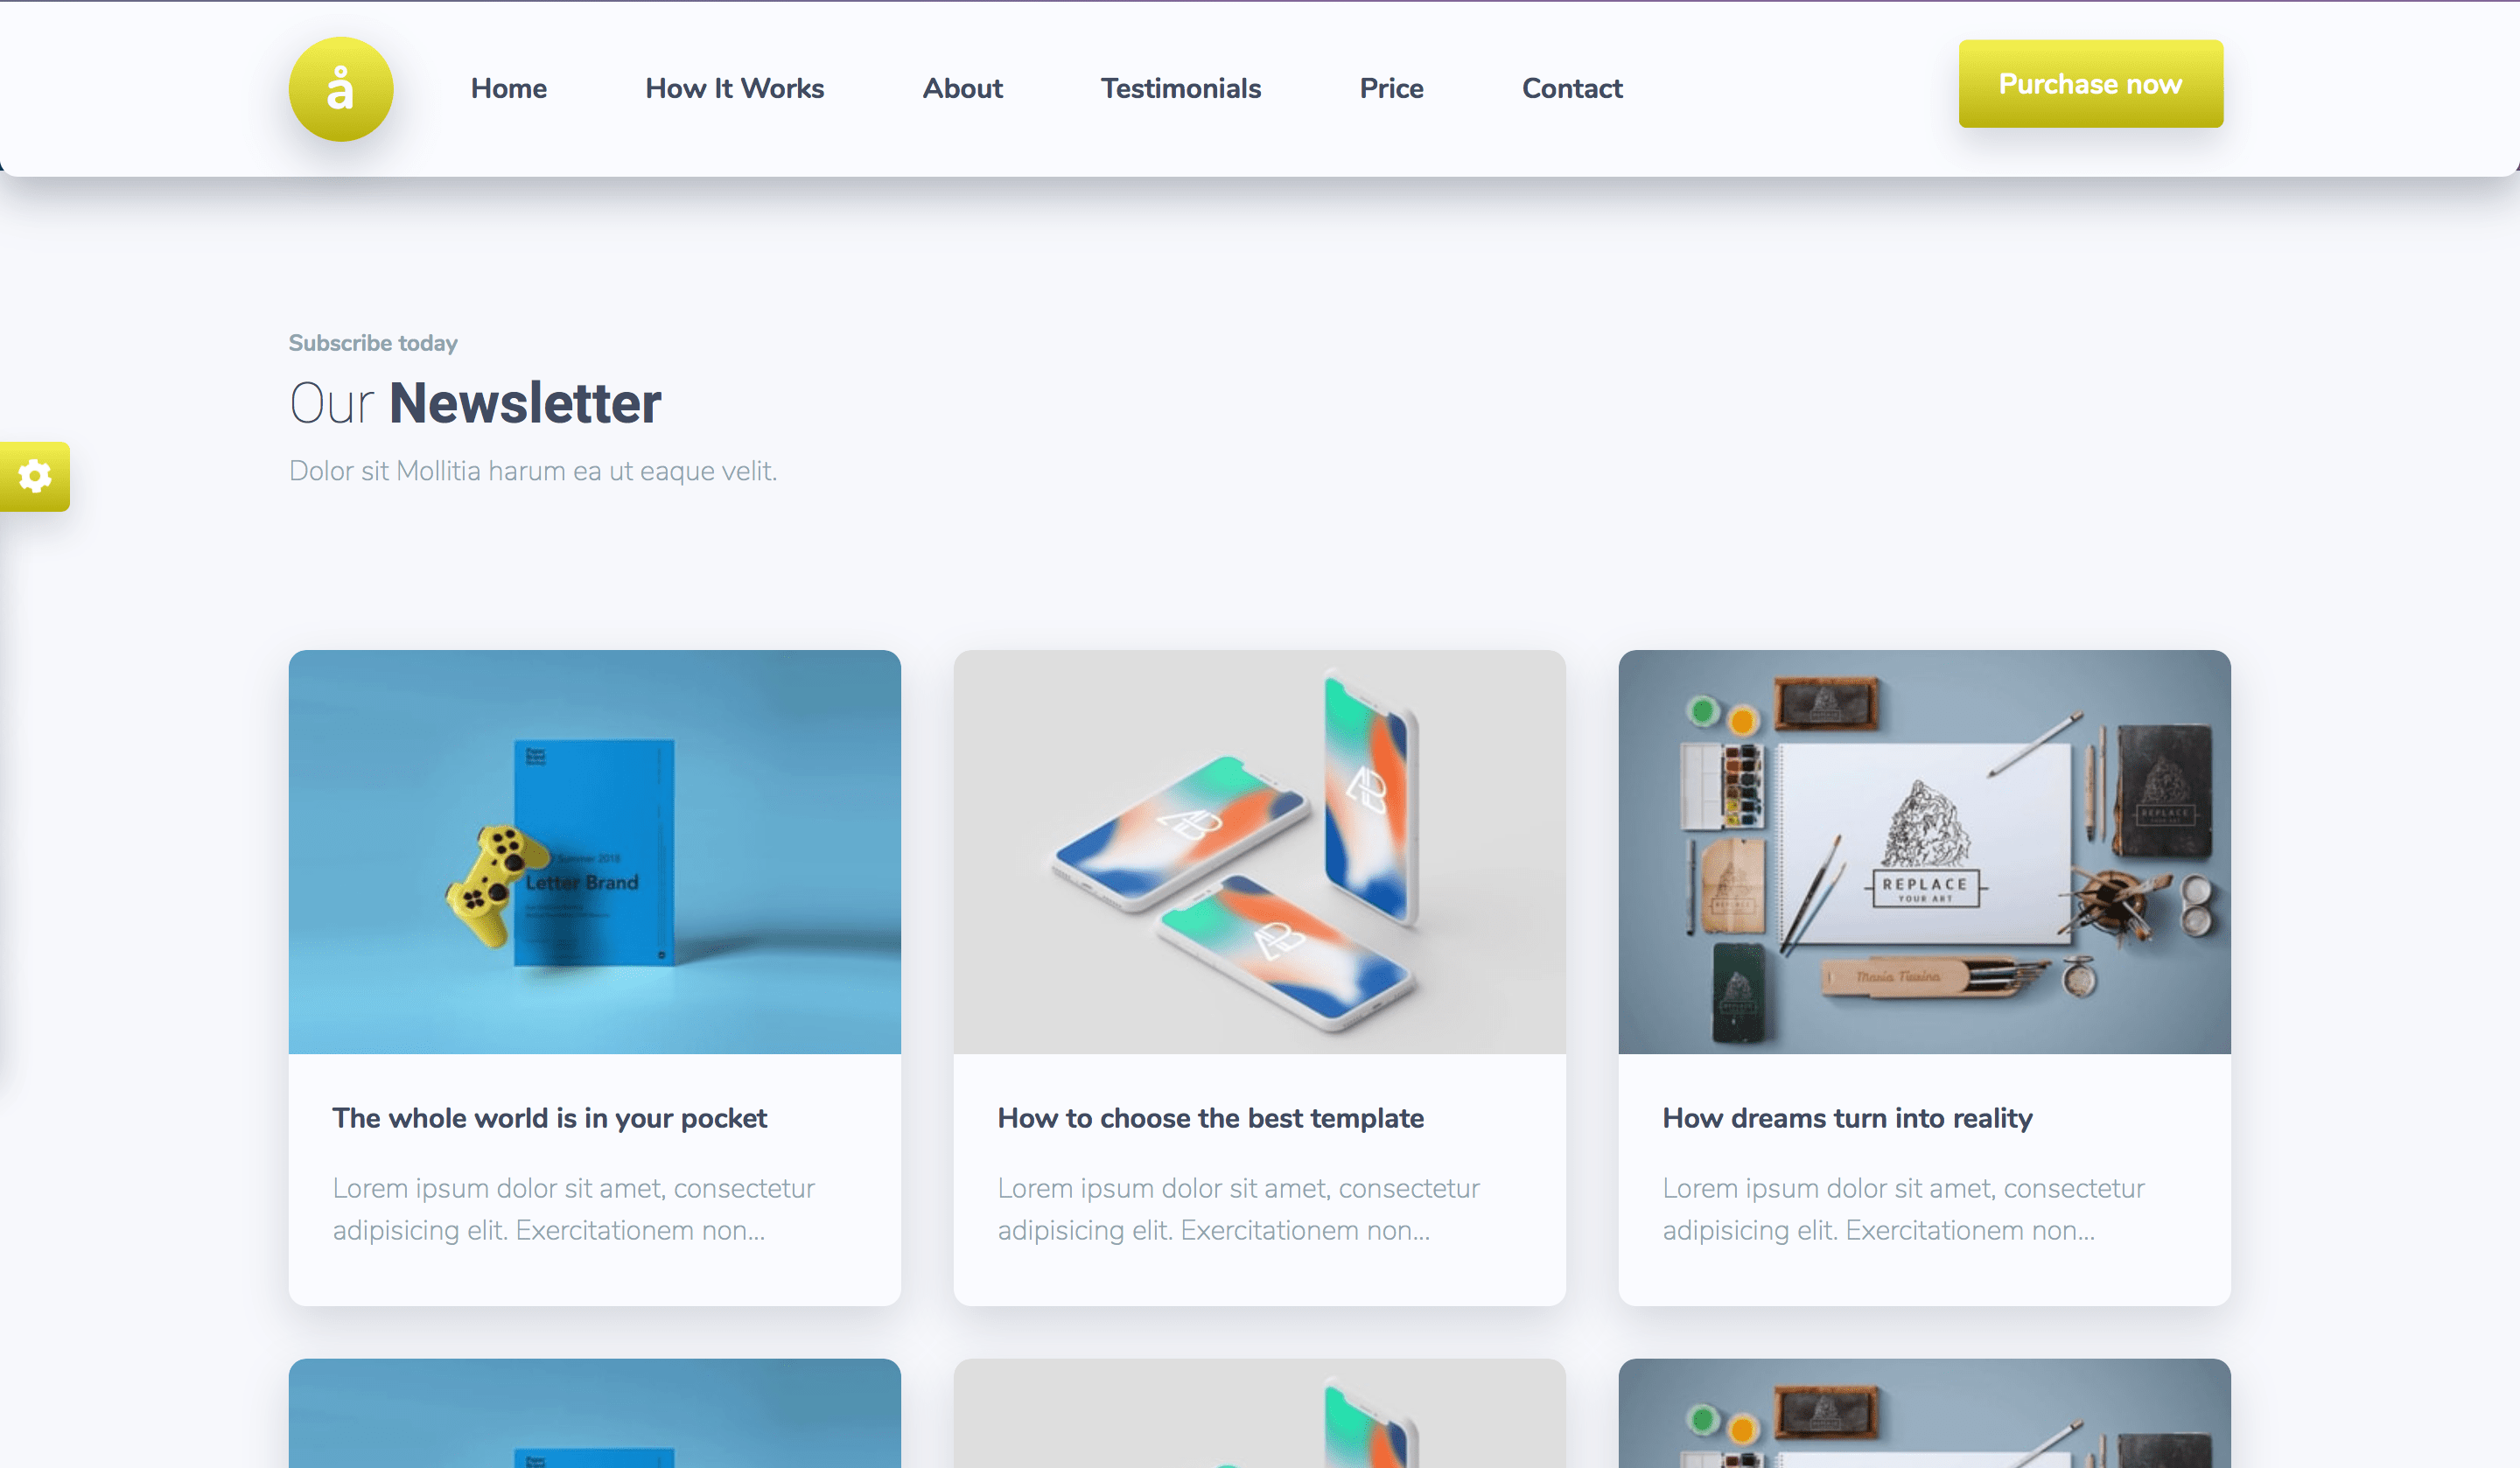 å
Home
How It Works
About
Testimonials
Price
Contact
Purchase now
Subscribe today
Our Newsletter
Dolor sit Mollitia harum ea ut eaque velit.
Paper
Brand
Summer 2018
Letter Brand
REPLACE
YOUR ART
REPLACE
The whole world is in your pocket
Lorem ipsum dolor sit amet, consectetur
adipisicing elit. Exercitationem non...
How to choose the best template
Lorem ipsum dolor sit amet, consectetur
adipisicing elit. Exercitationem non...
How dreams turn into reality
Lorem ipsum dolor sit amet, consectetur
adipisicing elit. Exercitationem non...